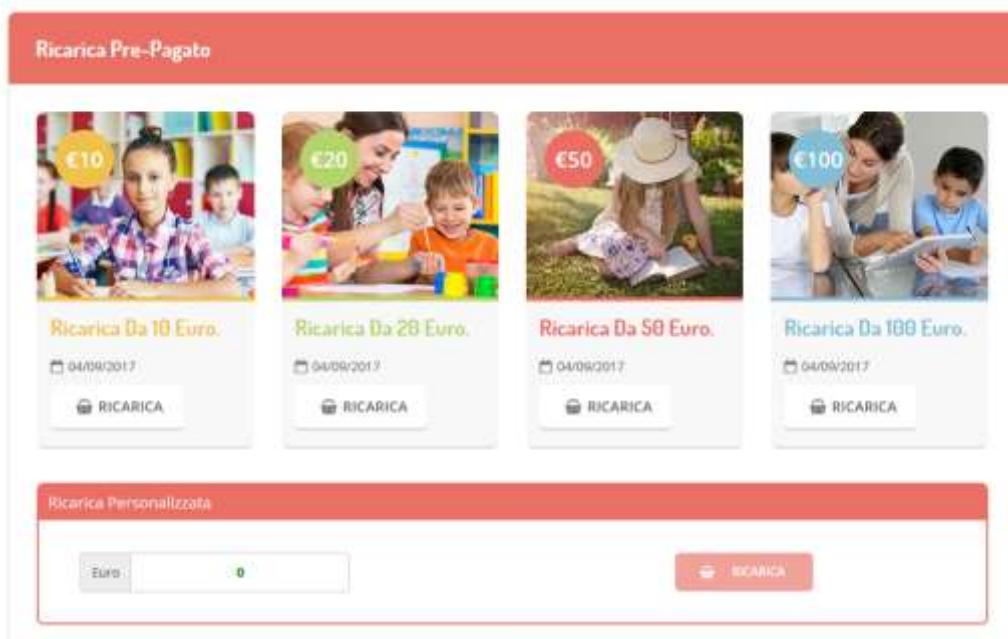 Ricarica Pre-Pagato
€10
€20
€50
€100
Ricarica Da 10 Euro.
Ricarica Da 20 Euro.
Ricarica Da 50 Euro.
Ricarica Da 100 Euro.
04/09/2017
04/09/2017
04/09/2017
04/09/2017
RICARICA
RICARICA
RICARICA
RICARICA
Ricarica Personalizzata
Euro
0
RICARICA